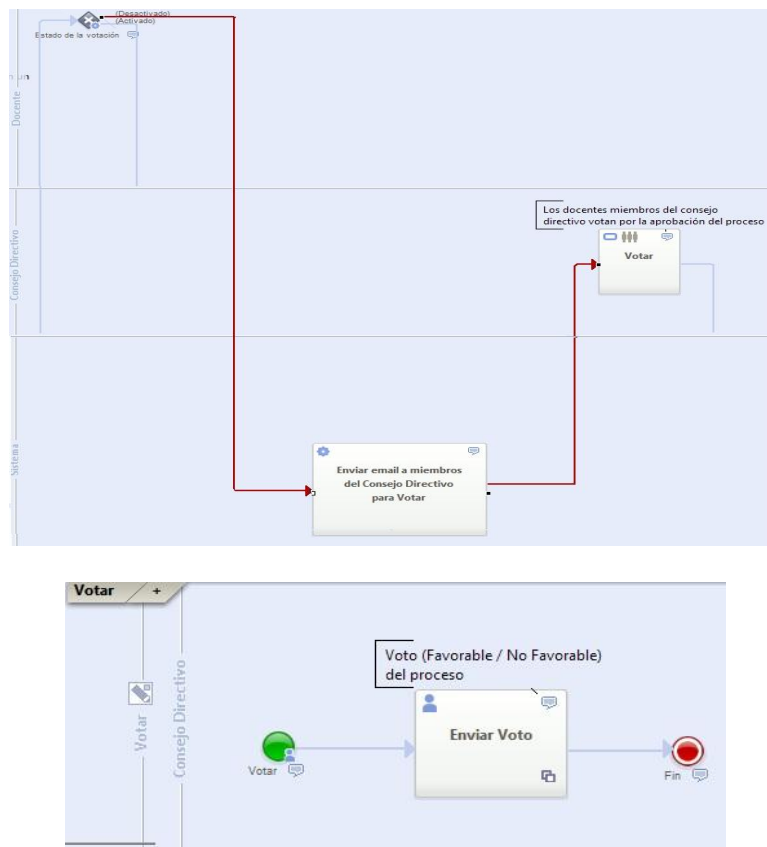 (Desactivado)
(Activado)
Estado de la votación
Docente
Los docentes miembros del consejo
directivo votan por la aprobación del proceso
Votar
Consejo Directivo
Enviar email a miembros
del Consejo Directivo
para Votar
Sistema
Votar +
Voto (Favorable / No Favorable)
del proceso
Enviar Voto
Votar
Consejo Directivo
Votar
Fin